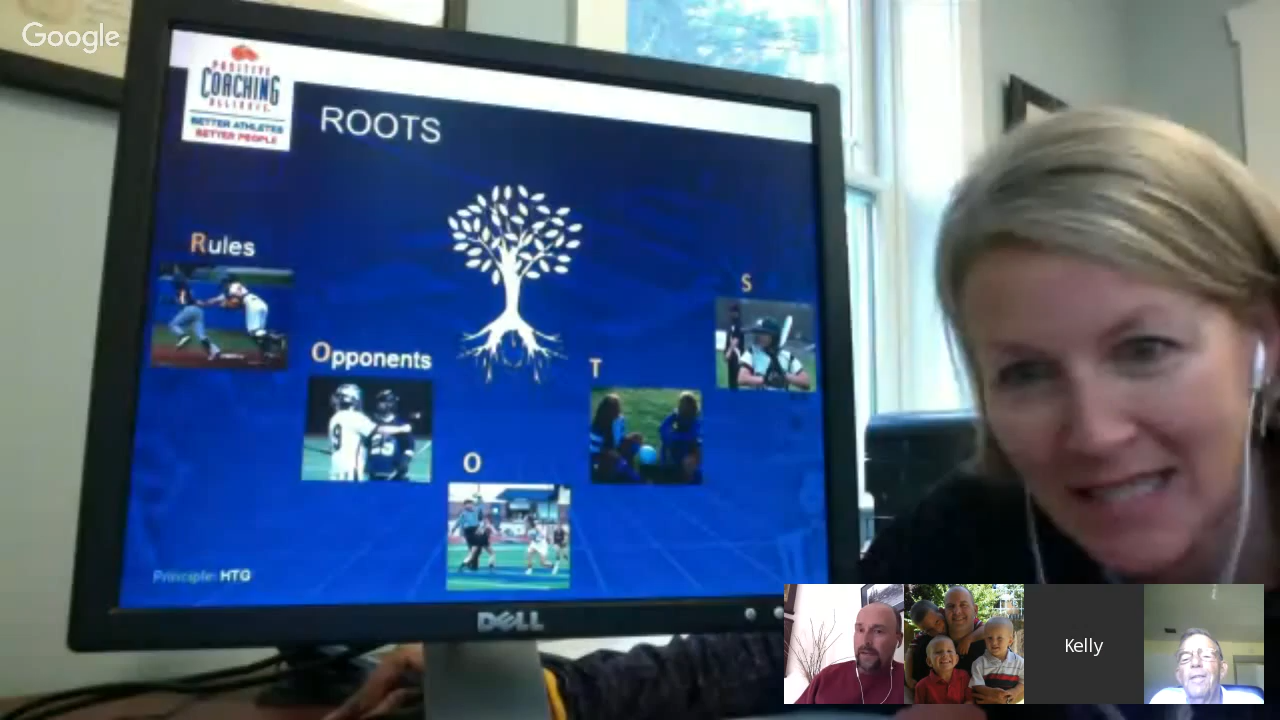 Google
POSITIVE
COACHING
ALLIANCE
BETTER ATHLETES
BETTER PEOPLE
ROOTS
Rules
Opponents
O
T
S
Principle: HTG
DELL
Kelly